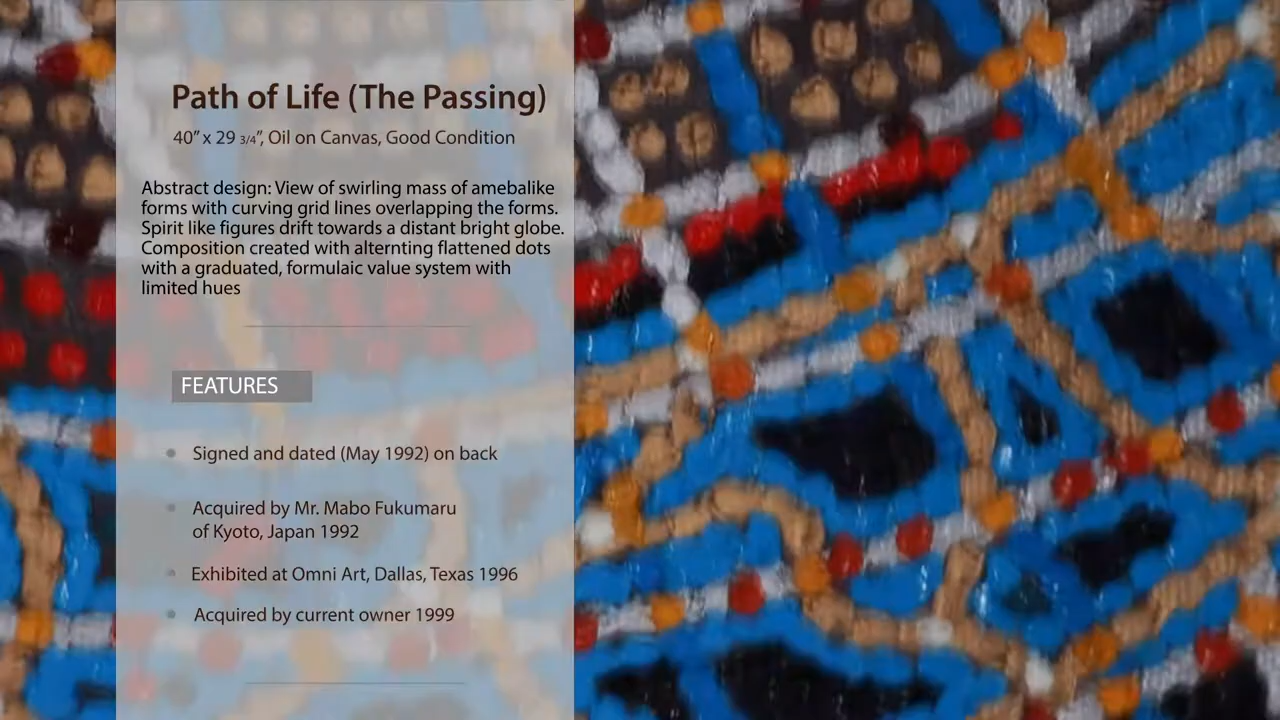 Path of Life (The Passing)
40” x 29 3/4”, Oil on Canvas, Good Condition
Abstract design: View of swirling mass of amebalike
forms with curving grid lines overlapping the forms.
Spirit like figures drift towards a distant bright globe.
Composition created with alternting flattened dots
with a graduated, formulaic value system with
limited hues
FEATURES
Signed and dated (May 1992) on back
Acquired by Mr. Mabo Fukumaru
of Kyoto, Japan 1992
Exhibited at Omni Art, Dallas, Texas 1996
Acquired by current owner 1999